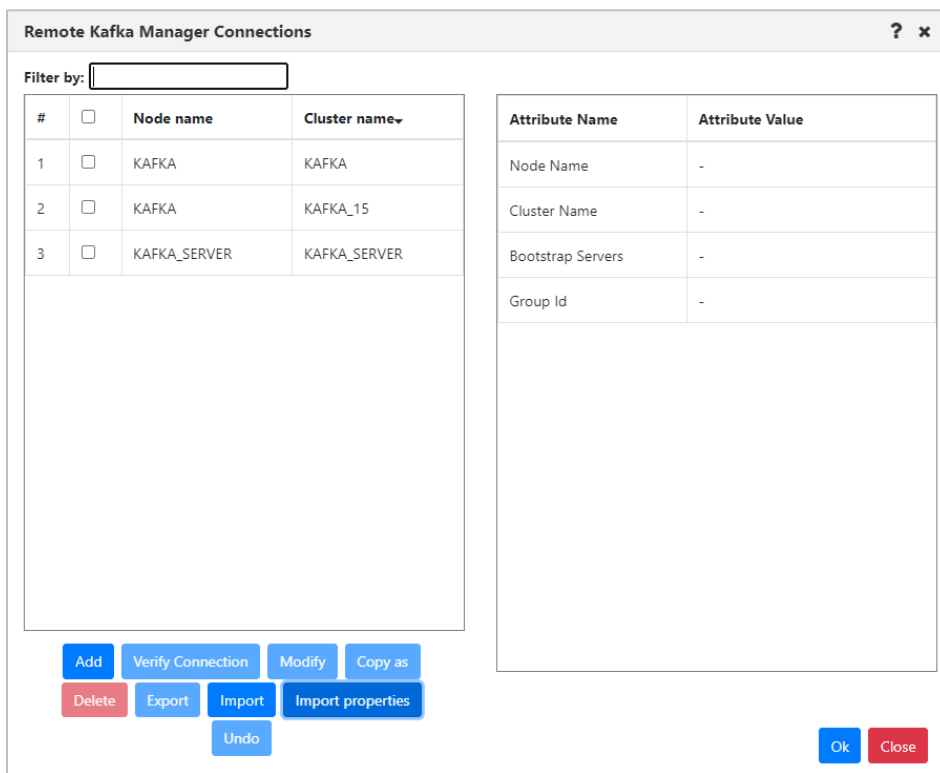 Remote Kafka Manager Connections ? ×
Filter by:
# Node name Cluster name
1 KAFKA KAFKA
2 KAFKA KAFKA_15
3 KAFKA_SERVER KAFKA_SERVER
Attribute Name Attribute Value
Node Name -
Cluster Name -
Bootstrap Servers -
Group Id -
Add Verify Connection Modify Copy as
Delete Export Import Import properties
Undo
Ok Close